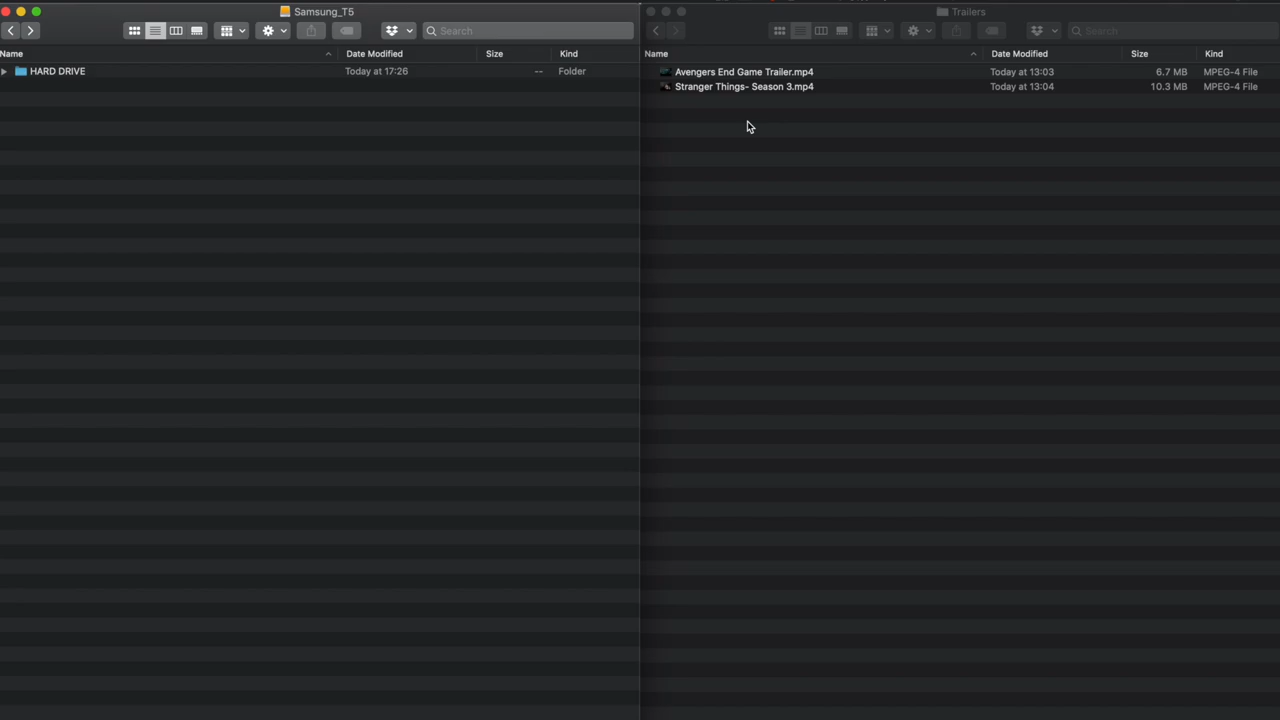 Samsung_T5
Search
Name Date Modified Size Kind
HARD DRIVE Today at 17:26 -- Folder
Trailers
Search
Name Date Modified Size Kind
Avengers End Game Trailer.mp4 Today at 13:03 6.7 MB MPEG-4 File
Stranger Things- Season 3.mp4 Today at 13:04 10.3 MB MPEG-4 File